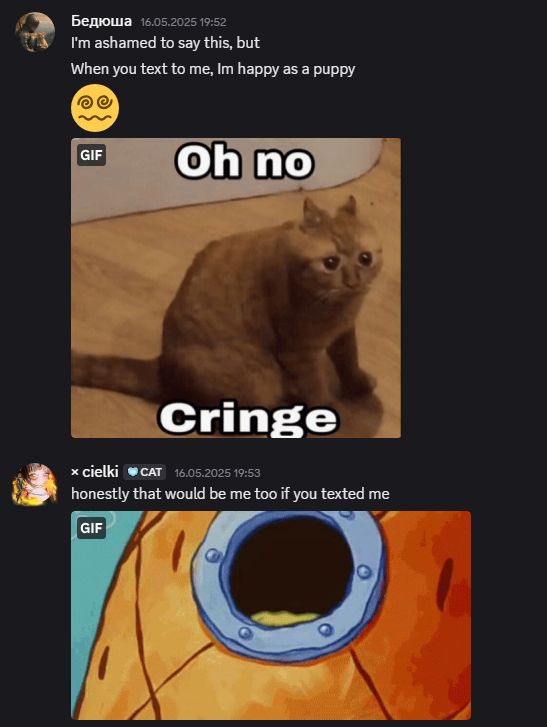 Бедюша 16.05.2025 19:52
I'm ashamed to say this, but
When you text to me, Im happy as a puppy
GIF
Oh no
Cringe
× cielki CAT 16.05.2025 19:53
honestly that would be me too if you texted me
GIF